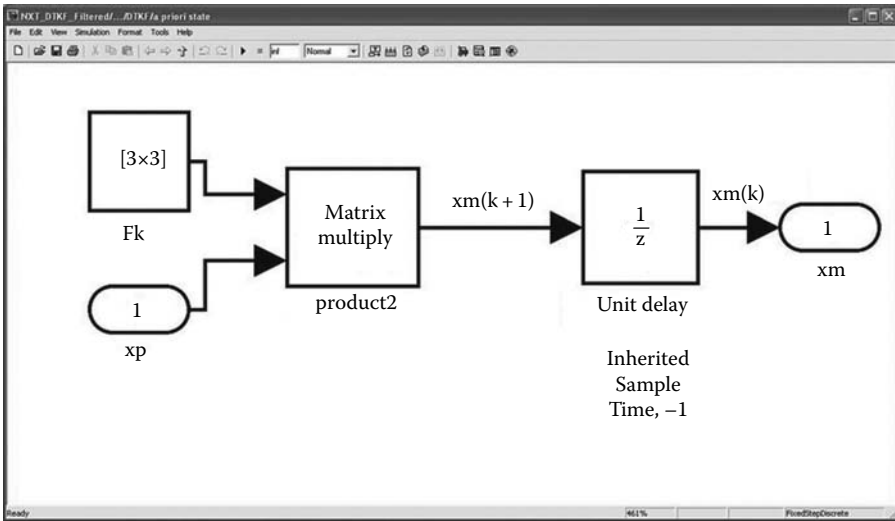 NXT_DTKF_Filtered/.../DTKF/a priori state
File Edit View Simulation Format Tools Help
inf Normal
[3×3]
Fk
1
xp
Matrix
multiply
product2
xm(k + 1)
1
z
Unit delay
Inherited
Sample
Time, −1
xm(k)
1
xm
Ready 461% FixedStepDiscrete